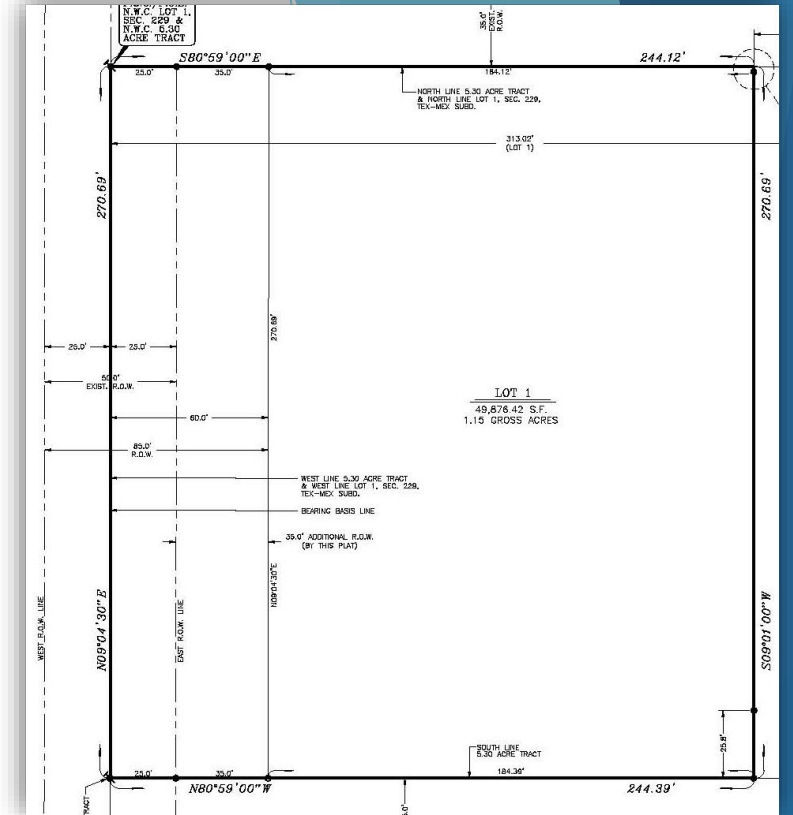 N.W.C. LOT 1,
SEC. 229 &
N.W.C. 5.30
ACRE TRACT
35.0'
EXIST.
R.O.W.
S80°59'00"E
244.12'
25.0'
35.0'
184.12'
NORTH LINE 5.30 ACRE TRACT
& NORTH LINE LOT 1, SEC. 229,
TEX-MEX SUBD.
313.02'
(LOT 1)
270.69'
270.69'
270.69'
25.0'
25.0'
50.0'
EXIST. R.O.W.
LOT 1
49,876.42 S.F.
1.15 GROSS ACRES
60.0'
85.0'
R.O.W.
WEST LINE 5.30 ACRE TRACT
& WEST LINE LOT 1, SEC. 229,
TEX-MEX SUBD.
BEARING BASIS LINE
35.0' ADDITIONAL R.O.W.
(BY THIS PLAT)
WEST R.O.W. LINE
N09°04'30"E
EAST R.O.W. LINE
N09°04'30"E
S09°01'00"W
25.8'
SOUTH LINE
5.30 ACRE TRACT
25.0'
35.0'
184.39'
N80°59'00"W
244.39'
TRACT